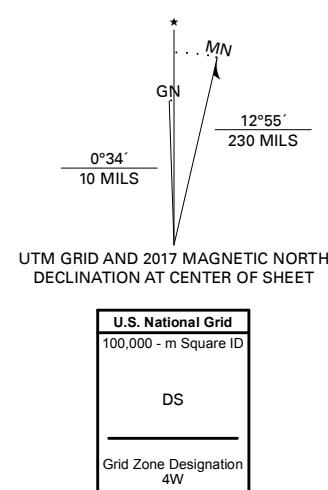 ★
MN
GN
12°55´
230 MILS
0°34´
10 MILS
UTM GRID AND 2017 MAGNETIC NORTH
DECLINATION AT CENTER OF SHEET
U.S. National Grid
100,000 - m Square ID
DS
Grid Zone Designation
4W